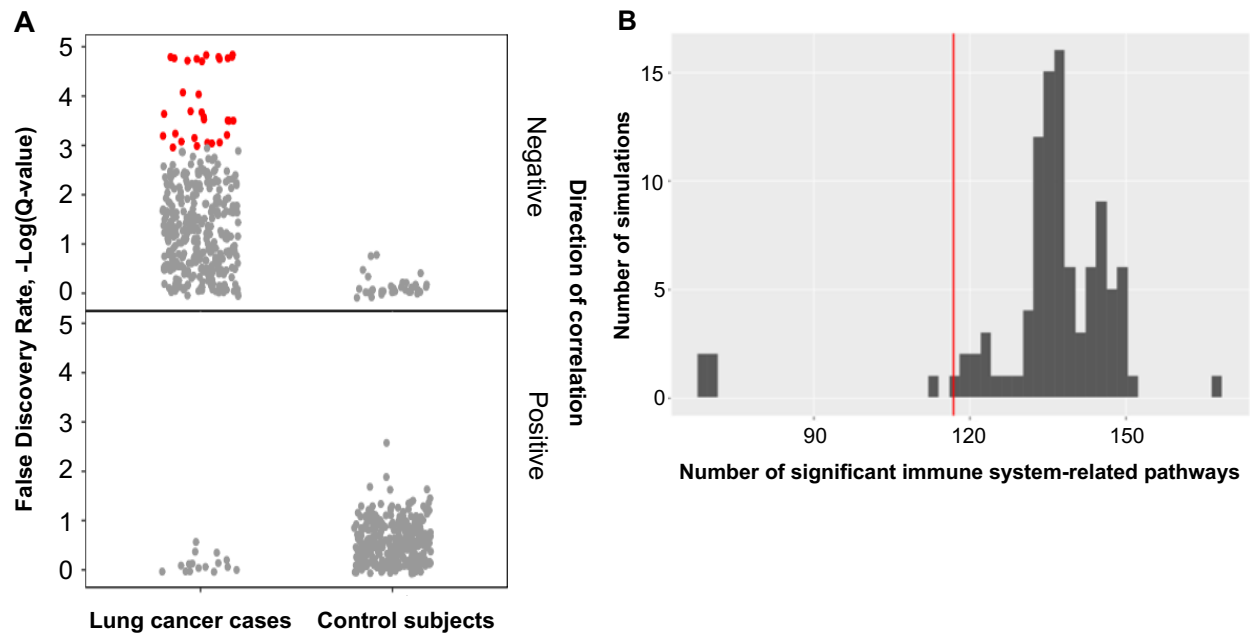 A
False Discovery Rate, -Log(Q-value)
5
4
3
2
1
0
Negative
5
4
3
2
1
0
Positive
Direction of correlation
Lung cancer cases
Control subjects
B
Number of simulations
15
10
5
0
90
120
150
Number of significant immune system-related pathways